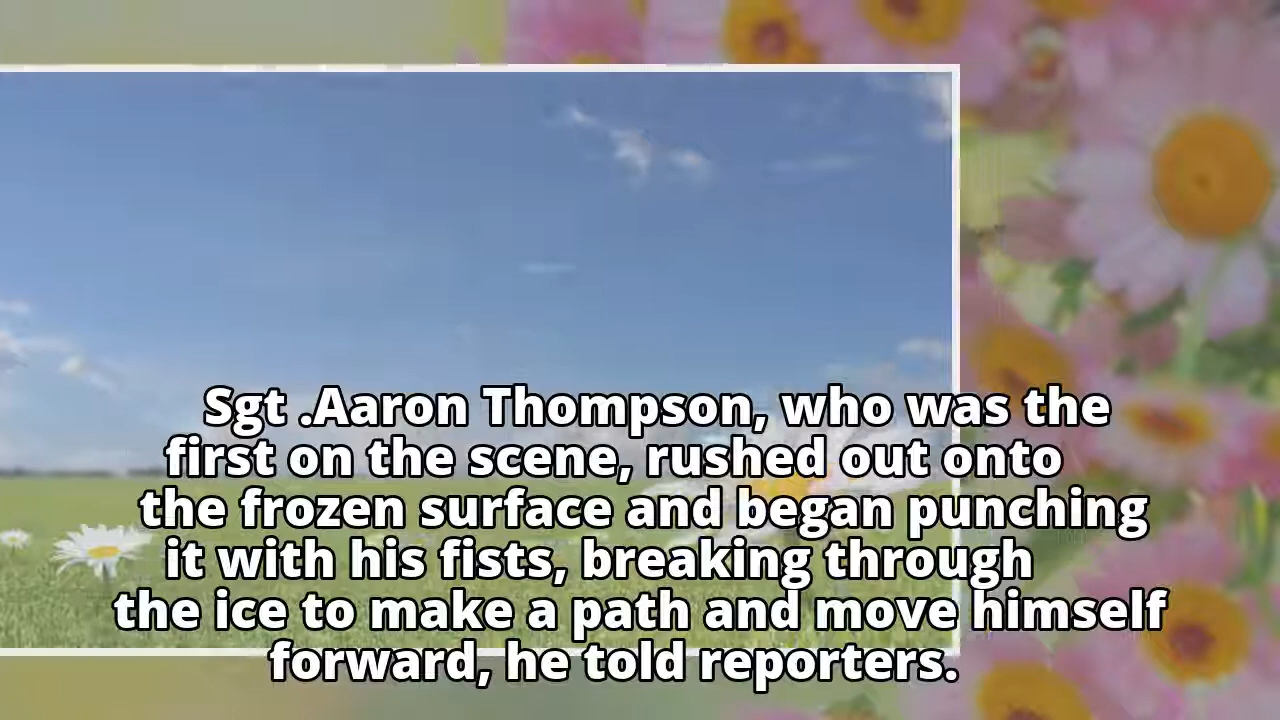 Sgt .Aaron Thompson, who was the
first on the scene, rushed out onto
the frozen surface and began punching
it with his fists, breaking through
the ice to make a path and move himself
forward, he told reporters.